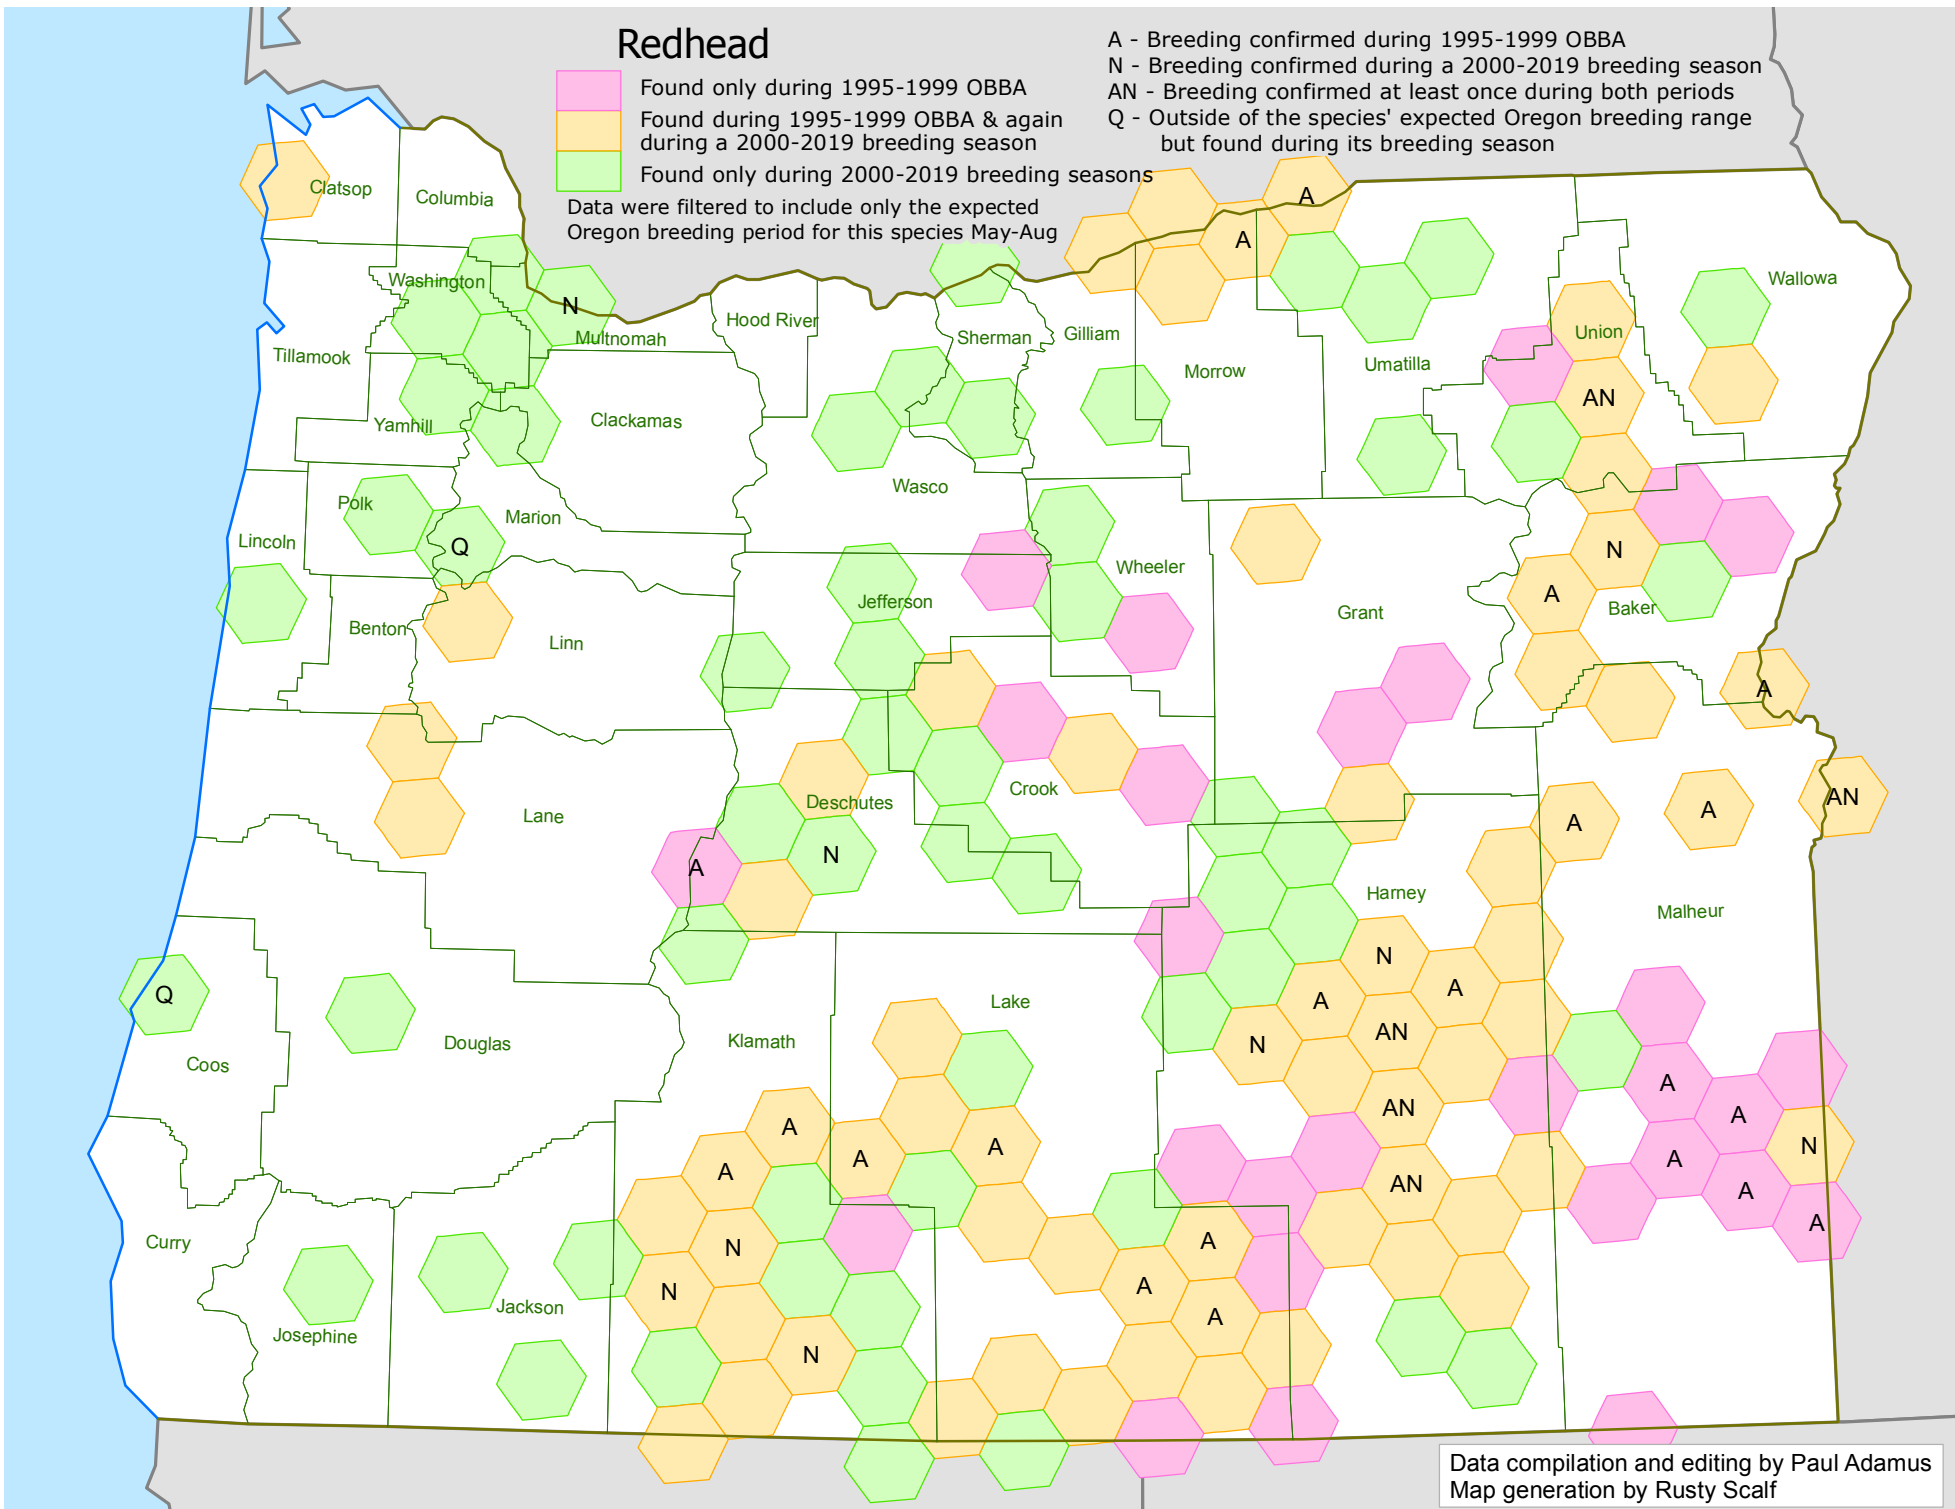 Redhead
Found only during 1995-1999 OBBA
Found during 1995-1999 OBBA & again
during a 2000-2019 breeding season
Found only during 2000-2019 breeding seasons
Data were filtered to include only the expected
Oregon breeding period for this species May-Aug
A - Breeding confirmed during 1995-1999 OBBA
N - Breeding confirmed during a 2000-2019 breeding season
AN - Breeding confirmed at least once during both periods
Q - Outside of the species' expected Oregon breeding range
but found during its breeding season
Clatsop
Columbia
A
A
Washington
N
Multnomah
Hood River
Sherman
Gilliam
Wallowa
Union
Tillamook
Morrow
Umatilla
AN
Yamhill
Clackamas
Wasco
Polk
Marion
Q
Lincoln
N
Wheeler
Jefferson
Grant
A
Baker
Benton
Linn
A
Deschutes
Crook
AN
A
A
Lane
A
N
Harney
Malheur
N
A
Q
A
Lake
Coos
Douglas
Klamath
N
AN
A
A
AN
A
A
A
A
N
A
A
AN
A
A
Curry
N
A
N
A
A
Jackson
Josephine
N
Data compilation and editing by Paul Adamus
Map generation by Rusty Scalf